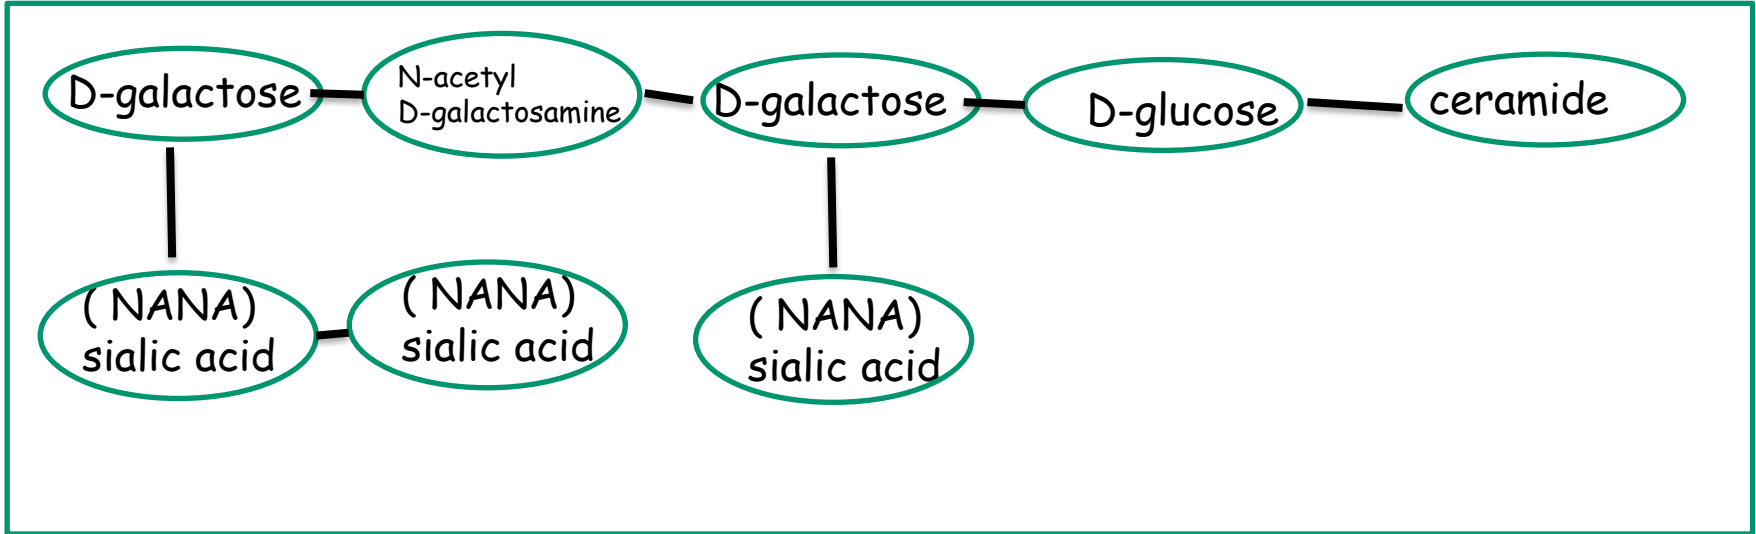 D-galactose
N-acetyl
D-galactosamine
D-galactose
D-glucose
ceramide
( NANA)
sialic acid
( NANA)
sialic acid
( NANA)
sialic acid